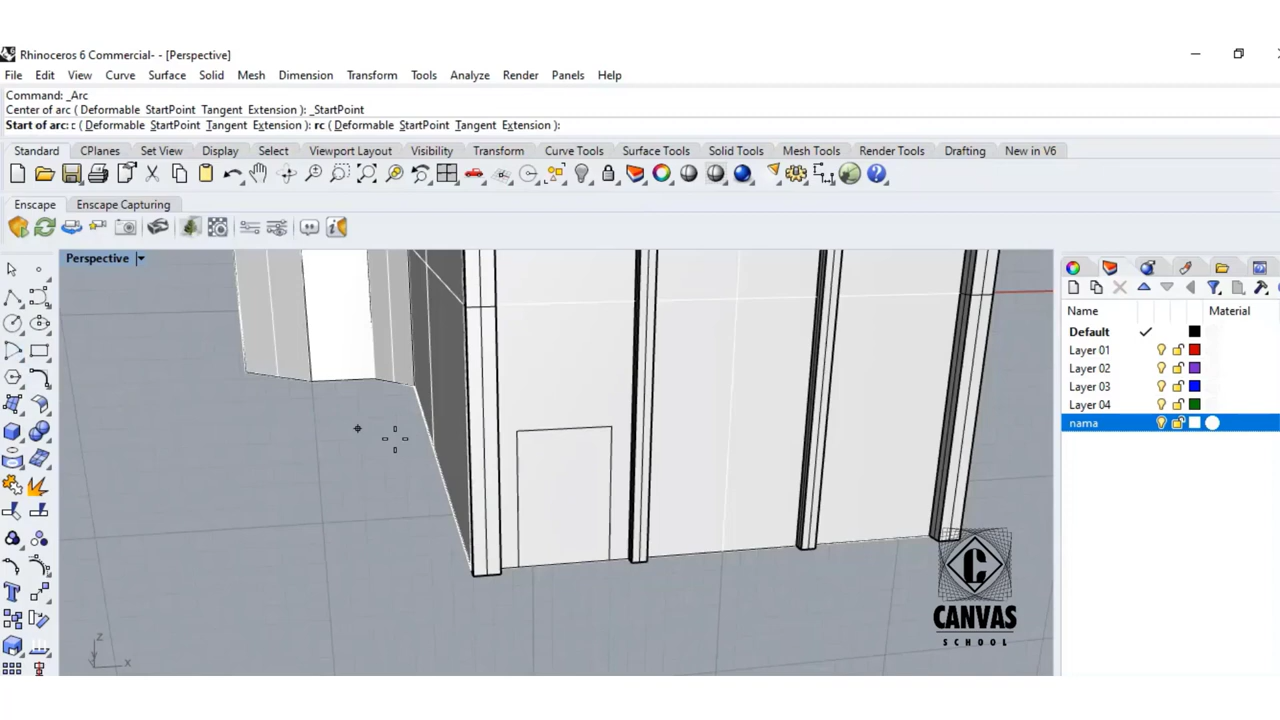 Rhinoceros 6 Commercial- - [Perspective]
File Edit View Curve Surface Solid Mesh Dimension Transform Tools Analyze Render Panels Help
Command: _Arc
Center of arc ( Deformable StartPoint Tangent Extension ): _StartPoint
Start of arc: c ( Deformable StartPoint Tangent Extension ): rc ( Deformable StartPoint Tangent Extension ):
Standard CPlanes Set View Display Select Viewport Layout Visibility Transform Curve Tools Surface Tools Solid Tools Mesh Tools Render Tools Drafting New in V6
Enscape Enscape Capturing
Perspective
Name Material
Default
Layer 01
Layer 02
Layer 03
Layer 04
nama
C
CANVAS
SCHOOL
z
x